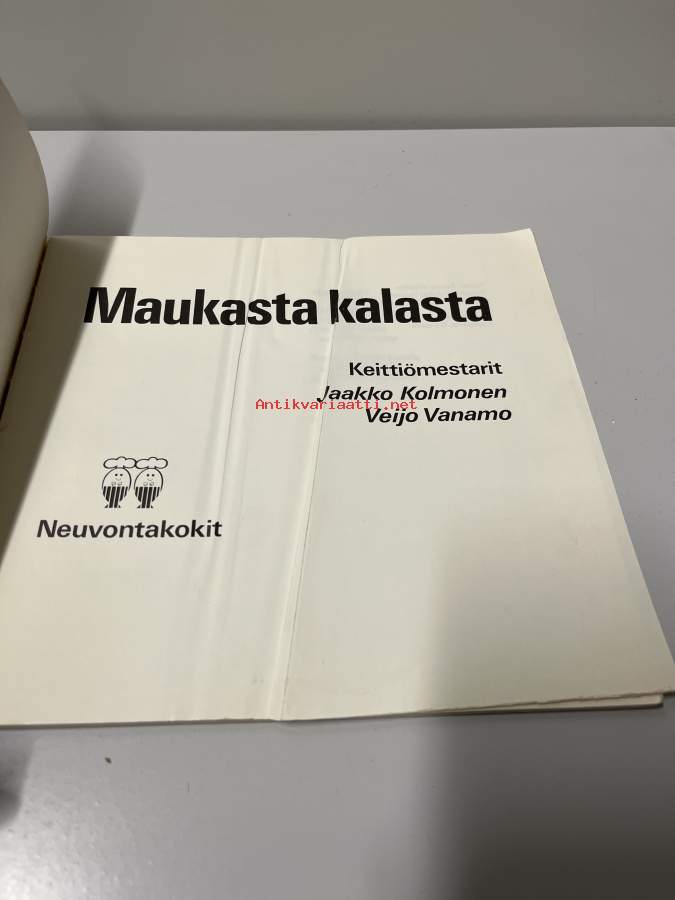 Maukasta kalasta
Keittiömestarit
Jaakko Kolmonen
Antikvariaatti.net
Veijo Vanamo
Neuvontakokit